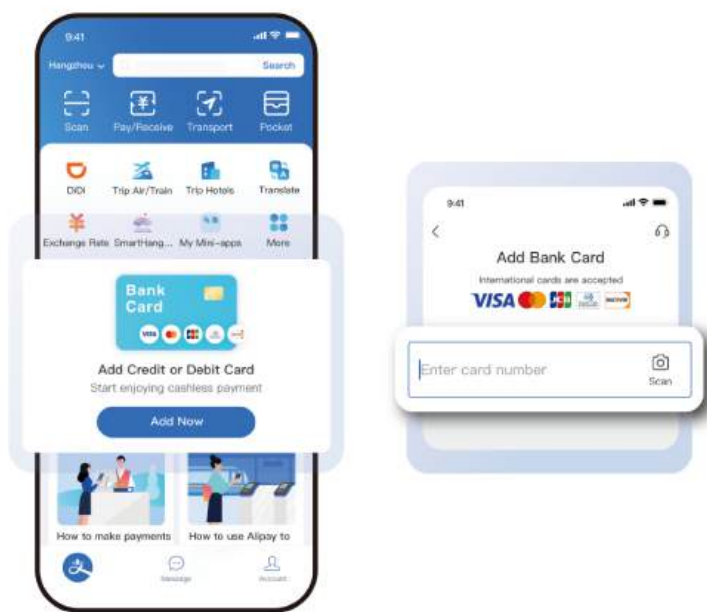 9:41
Hangzhou
Search
Scan
Pay/Receive
Transport
Pocket
DiDi
Trip Air/Train
Trip Hotels
Translate
Exchange Rate
SmartHang...
My Mini-apps
More
Bank
Card
VISA
Add Credit or Debit Card
Start enjoying cashless payment
Add Now
How to make payments
How to use Alipay to
Message
Account
9:41
Add Bank Card
International cards are accepted
VISA
JCB
DISCOVER
Enter card number
Scan